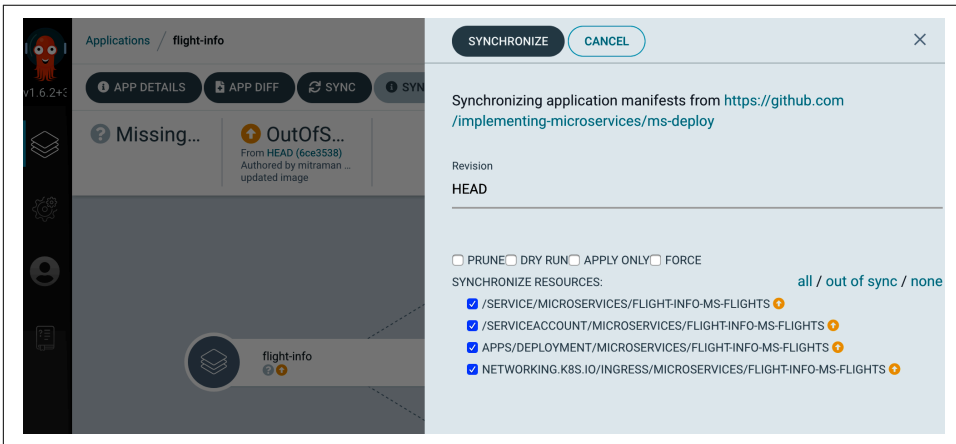 Applications / flight-info
v1.6.2+3
APP DETAILS
APP DIFF
SYNC
SYN
Missing...
OutOfS...
From HEAD (6ce3538)
Authored by mitraman ...
updated image
flight-info
SYNCHRONIZE
CANCEL
Synchronizing application manifests from https://github.com
/implementing-microservices/ms-deploy
Revision
HEAD
PRUNE DRY RUN APPLY ONLY FORCE
SYNCHRONIZE RESOURCES: all / out of sync / none
/SERVICE/MICROSERVICES/FLIGHT-INFO-MS-FLIGHTS
/SERVICEACCOUNT/MICROSERVICES/FLIGHT-INFO-MS-FLIGHTS
APPS/DEPLOYMENT/MICROSERVICES/FLIGHT-INFO-MS-FLIGHTS
NETWORKING.K8S.IO/INGRESS/MICROSERVICES/FLIGHT-INFO-MS-FLIGHTS